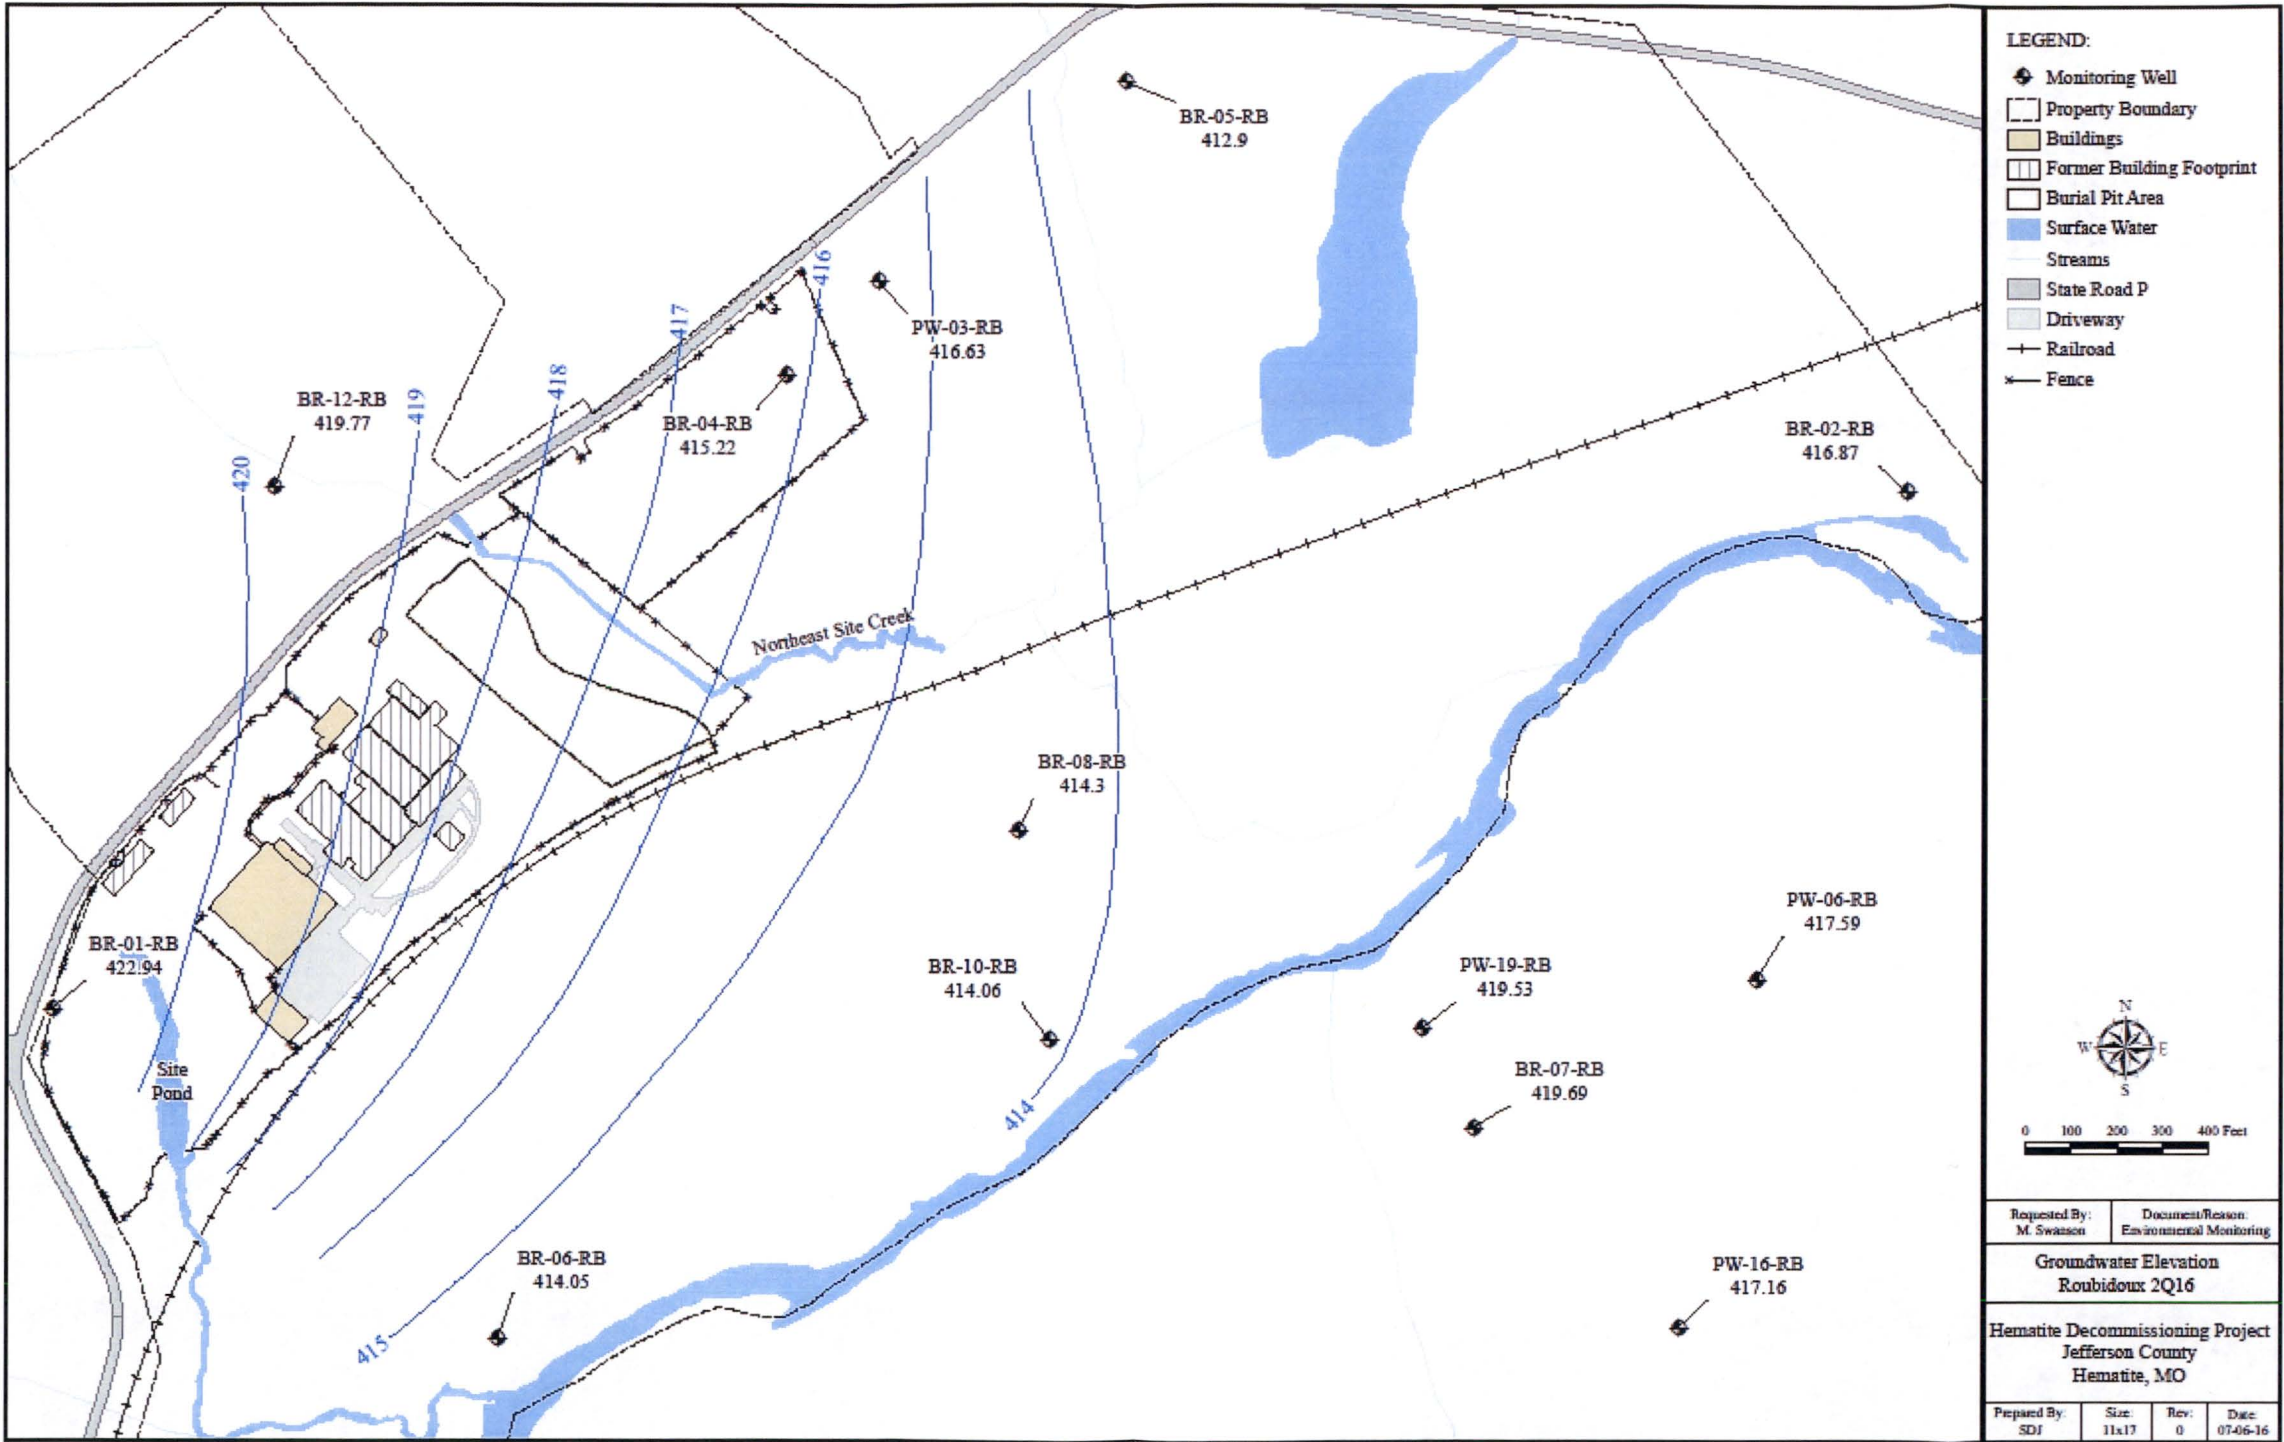 BR-05-RB
412.9
416
417
PW-03-RB
416.63
418
BR-12-RB
419.77
419
BR-04-RB
415.22
420
BR-02-RB
416.87
Northeast Site Creek
BR-08-RB
414.3
PW-06-RB
417.59
BR-01-RB
422.94
BR-10-RB
414.06
PW-19-RB
419.53
Site
Pond
BR-07-RB
419.69
414
BR-06-RB
414.05
PW-16-RB
417.16
415
LEGEND:
Monitoring Well
Property Boundary
Buildings
Former Building Footprint
Burial Pit Area
Surface Water
Streams
State Road P
Driveway
Railroad
Fence
N
W E
S
0 100 200 300 400 Feet
Requested By:
M. Swanson
Document/Reason:
Environmental Monitoring
Groundwater Elevation
Roubidoux 2Q16
Hematite Decommissioning Project
Jefferson County
Hematite, MO
Prepared By:
SDJ
Size:
11x17
Rev:
0
Date:
07-06-16